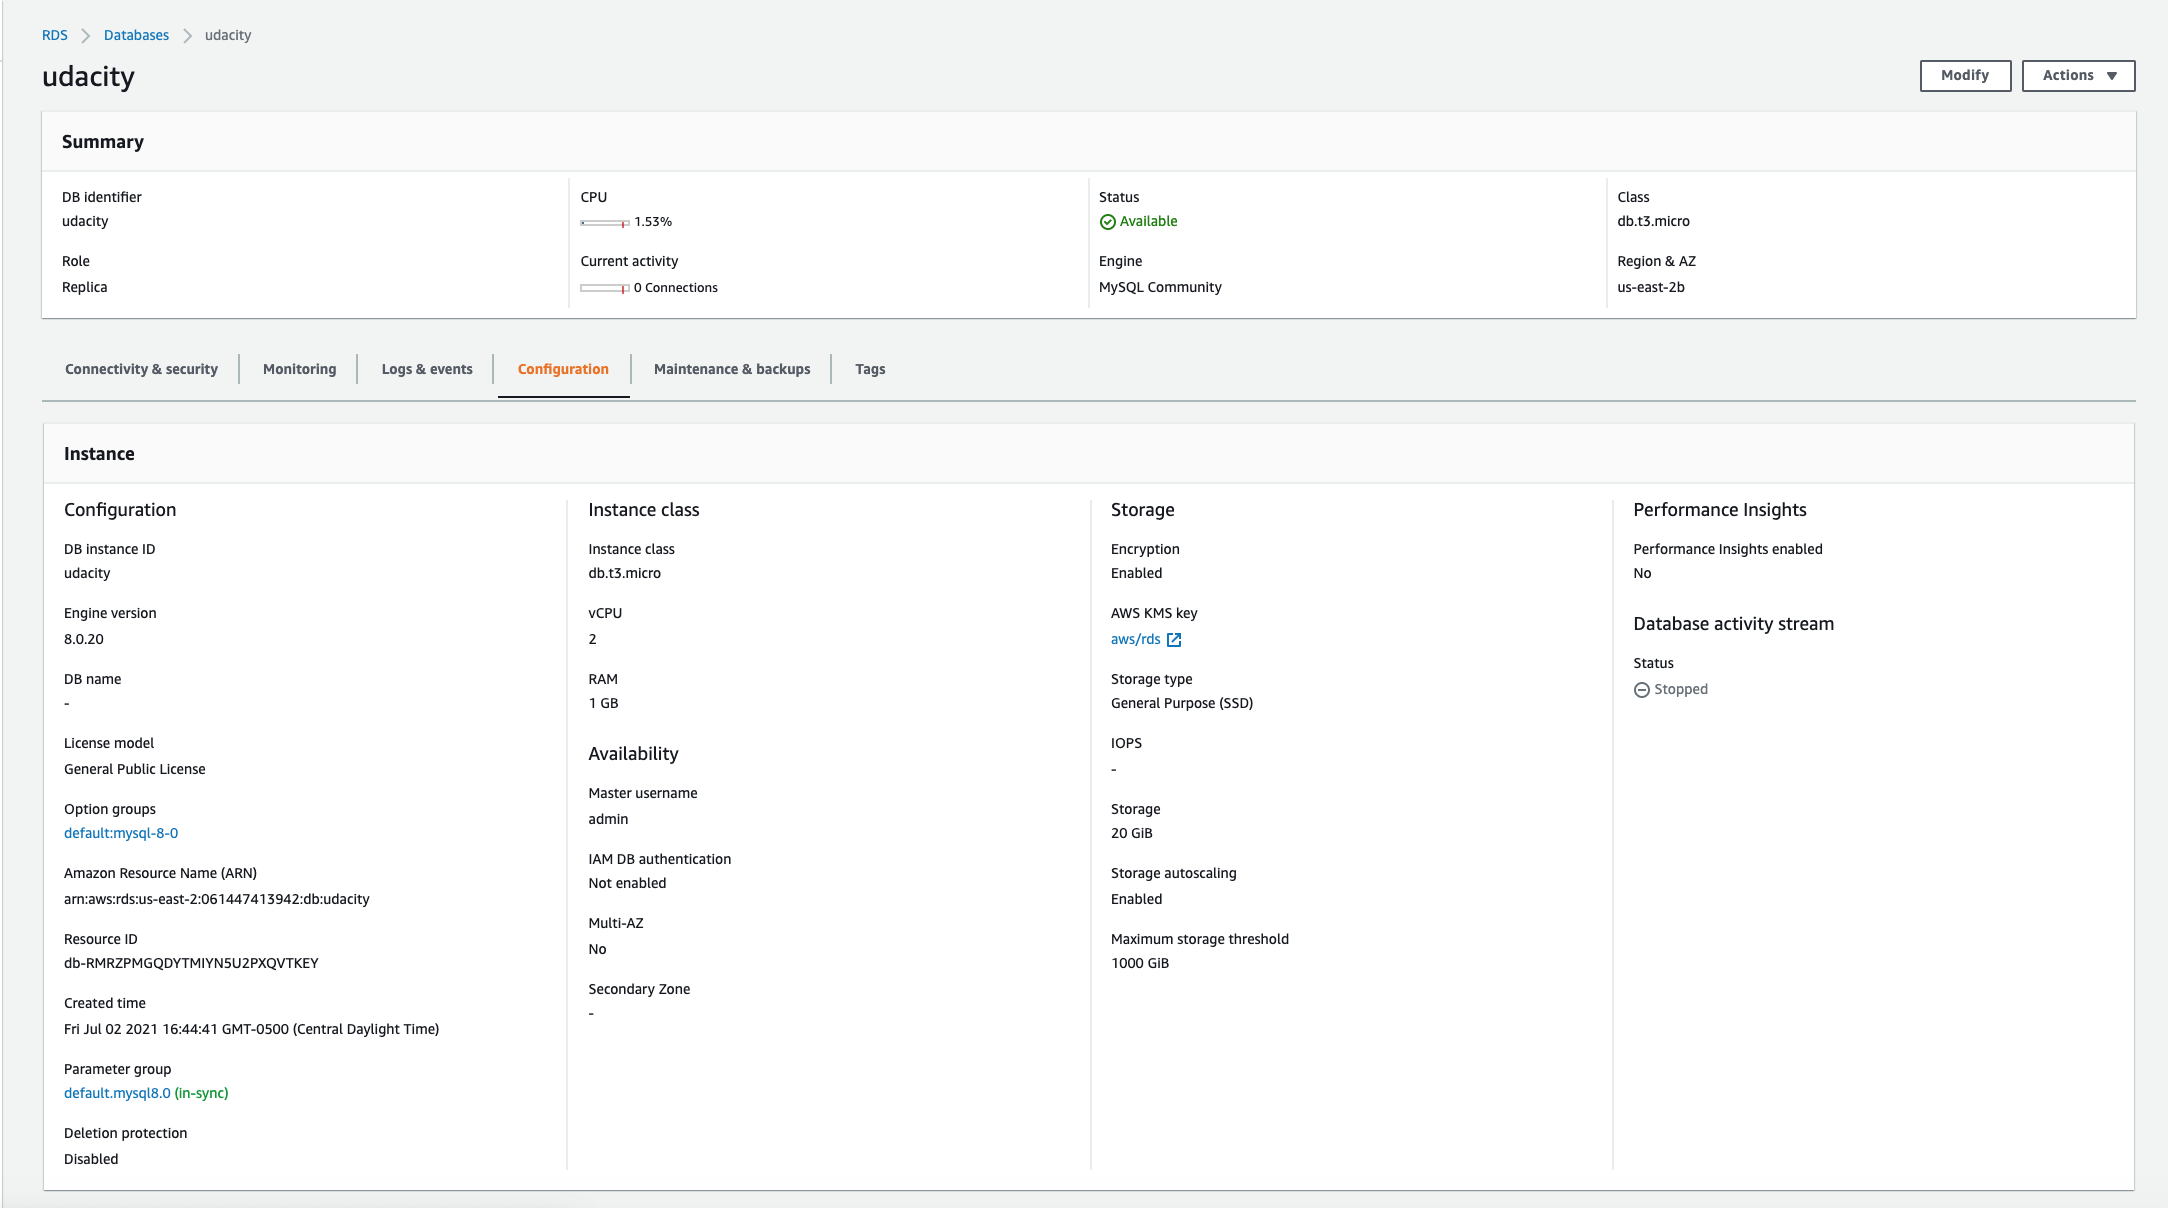 RDS
Databases
udacity
udacity
Modify
Actions
Summary
DB identifier
udacity
CPU
1.53%
Status
Available
Class
db.t3.micro
Role
Replica
Current activity
0 Connections
Engine
MySQL Community
Region & AZ
us-east-2b
Connectivity & security
Monitoring
Logs & events
Configuration
Maintenance & backups
Tags
Instance
Configuration
DB instance ID
udacity
Engine version
8.0.20
DB name
-
License model
General Public License
Option groups
default:mysql-8-0
Amazon Resource Name (ARN)
arn:aws:rds:us-east-2:061447413942:db:udacity
Resource ID
db-RMRZPMGQDYTMIYN5U2PXQVTKEY
Created time
Fri Jul 02 2021 16:44:41 GMT-0500 (Central Daylight Time)
Parameter group
default.mysql8.0 (in-sync)
Deletion protection
Disabled
Instance class
Instance class
db.t3.micro
vCPU
2
RAM
1 GB
Availability
Master username
admin
IAM DB authentication
Not enabled
Multi-AZ
No
Secondary Zone
-
Storage
Encryption
Enabled
AWS KMS key
aws/rds
Storage type
General Purpose (SSD)
IOPS
-
Storage
20 GiB
Storage autoscaling
Enabled
Maximum storage threshold
1000 GiB
Performance Insights
Performance Insights enabled
No
Database activity stream
Status
Stopped